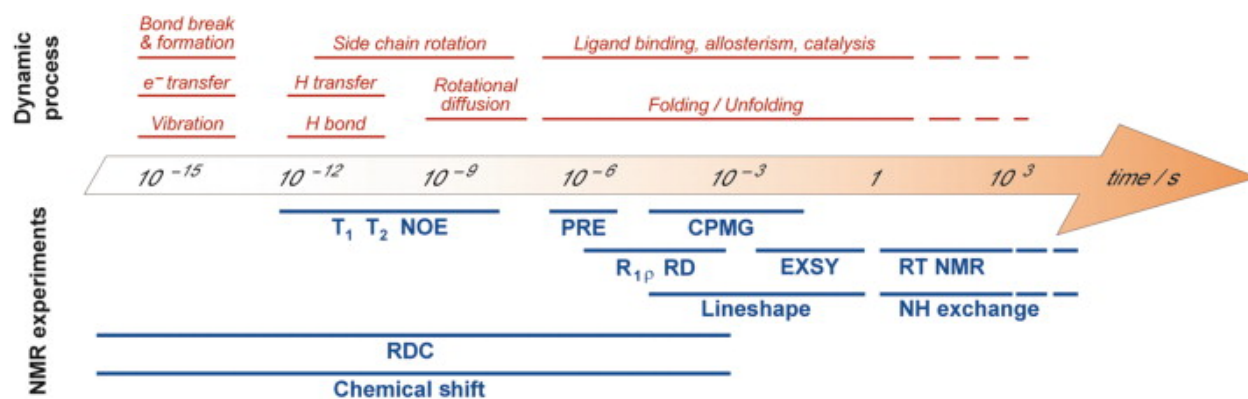 Dynamic process
Bond break
& formation
Side chain rotation
Ligand binding, allosterism, catalysis
e⁻ transfer
H transfer
Rotational
diffusion
Folding / Unfolding
Vibration
H bond
10 ⁻¹⁵ 10 ⁻¹² 10 ⁻⁹ 10 ⁻⁶ 10 ⁻³ 1 10 ³ time / s
NMR experiments
T₁ T₂ NOE
PRE
CPMG
R₁ᵨ RD
EXSY
RT NMR
Lineshape
NH exchange
RDC
Chemical shift